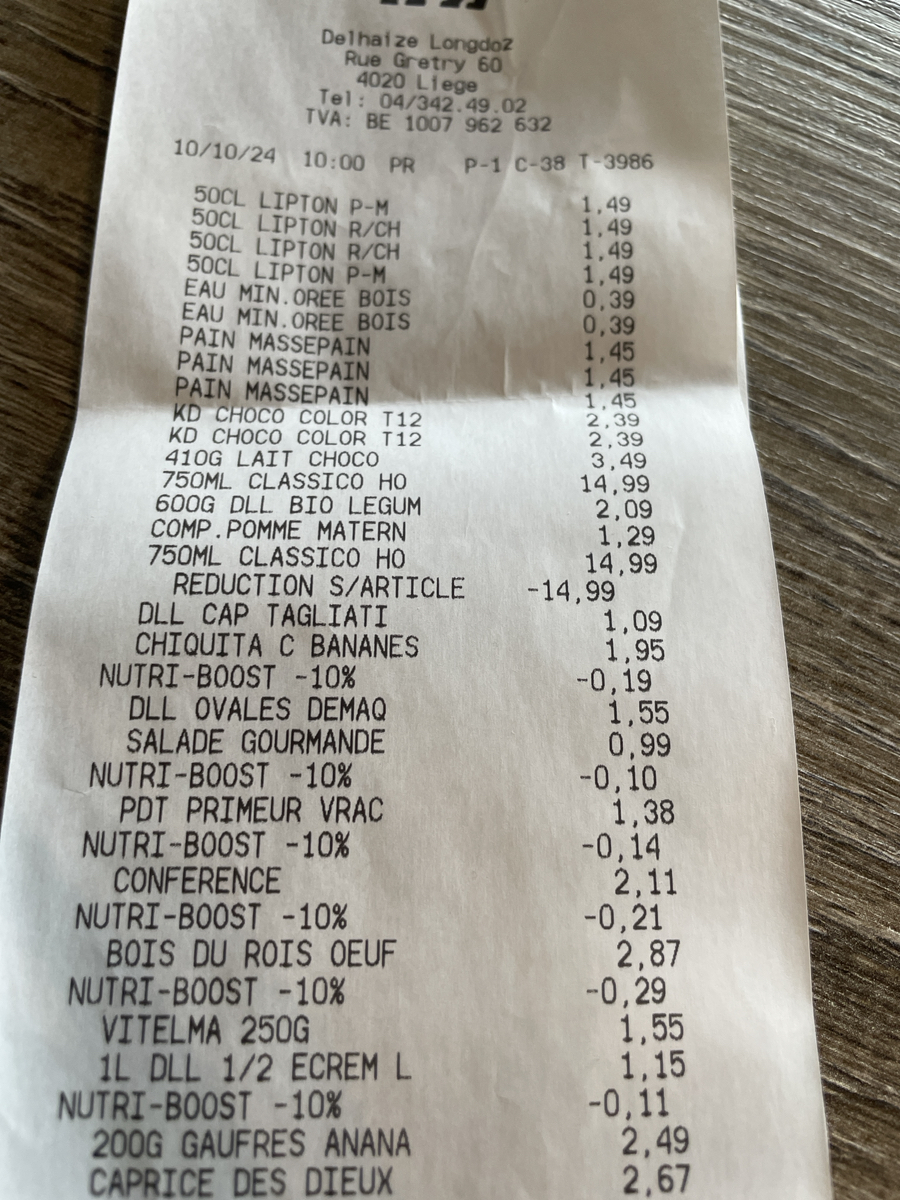 Delhaize Longdoz
Rue Gretry 60
4020 Liege
Tel: 04/342.49.02
TVA: BE 1007 962 632
10/10/24 10:00 PR P-1 C-38 T-3986
50CL LIPTON P-M 1,49
50CL LIPTON R/CH 1,49
50CL LIPTON R/CH 1,49
50CL LIPTON P-M 1,49
EAU MIN.OREE BOIS 0,39
EAU MIN.OREE BOIS 0,39
PAIN MASSEPAIN 1,45
PAIN MASSEPAIN 1,45
PAIN MASSEPAIN 1,45
KD CHOCO COLOR T12 2,39
KD CHOCO COLOR T12 2,39
410G LAIT CHOCO 3,49
750ML CLASSICO HO 14,99
600G DLL BIO LEGUM 2,09
COMP.POMME MATERN 1,29
750ML CLASSICO HO 14,99
REDUCTION S/ARTICLE -14,99
DLL CAP TAGLIATI 1,09
CHIQUITA C BANANES 1,95
NUTRI-BOOST -10% -0,19
DLL OVALES DEMAQ 1,55
SALADE GOURMANDE 0,99
NUTRI-BOOST -10% -0,10
PDT PRIMEUR VRAC 1,38
NUTRI-BOOST -10% -0,14
CONFERENCE 2,11
NUTRI-BOOST -10% -0,21
BOIS DU ROIS OEUF 2,87
NUTRI-BOOST -10% -0,29
VITELMA 250G 1,55
1L DLL 1/2 ECREM L 1,15
NUTRI-BOOST -10% -0,11
200G GAUFRES ANANA 2,49
CAPRICE DES DIEUX 2,67